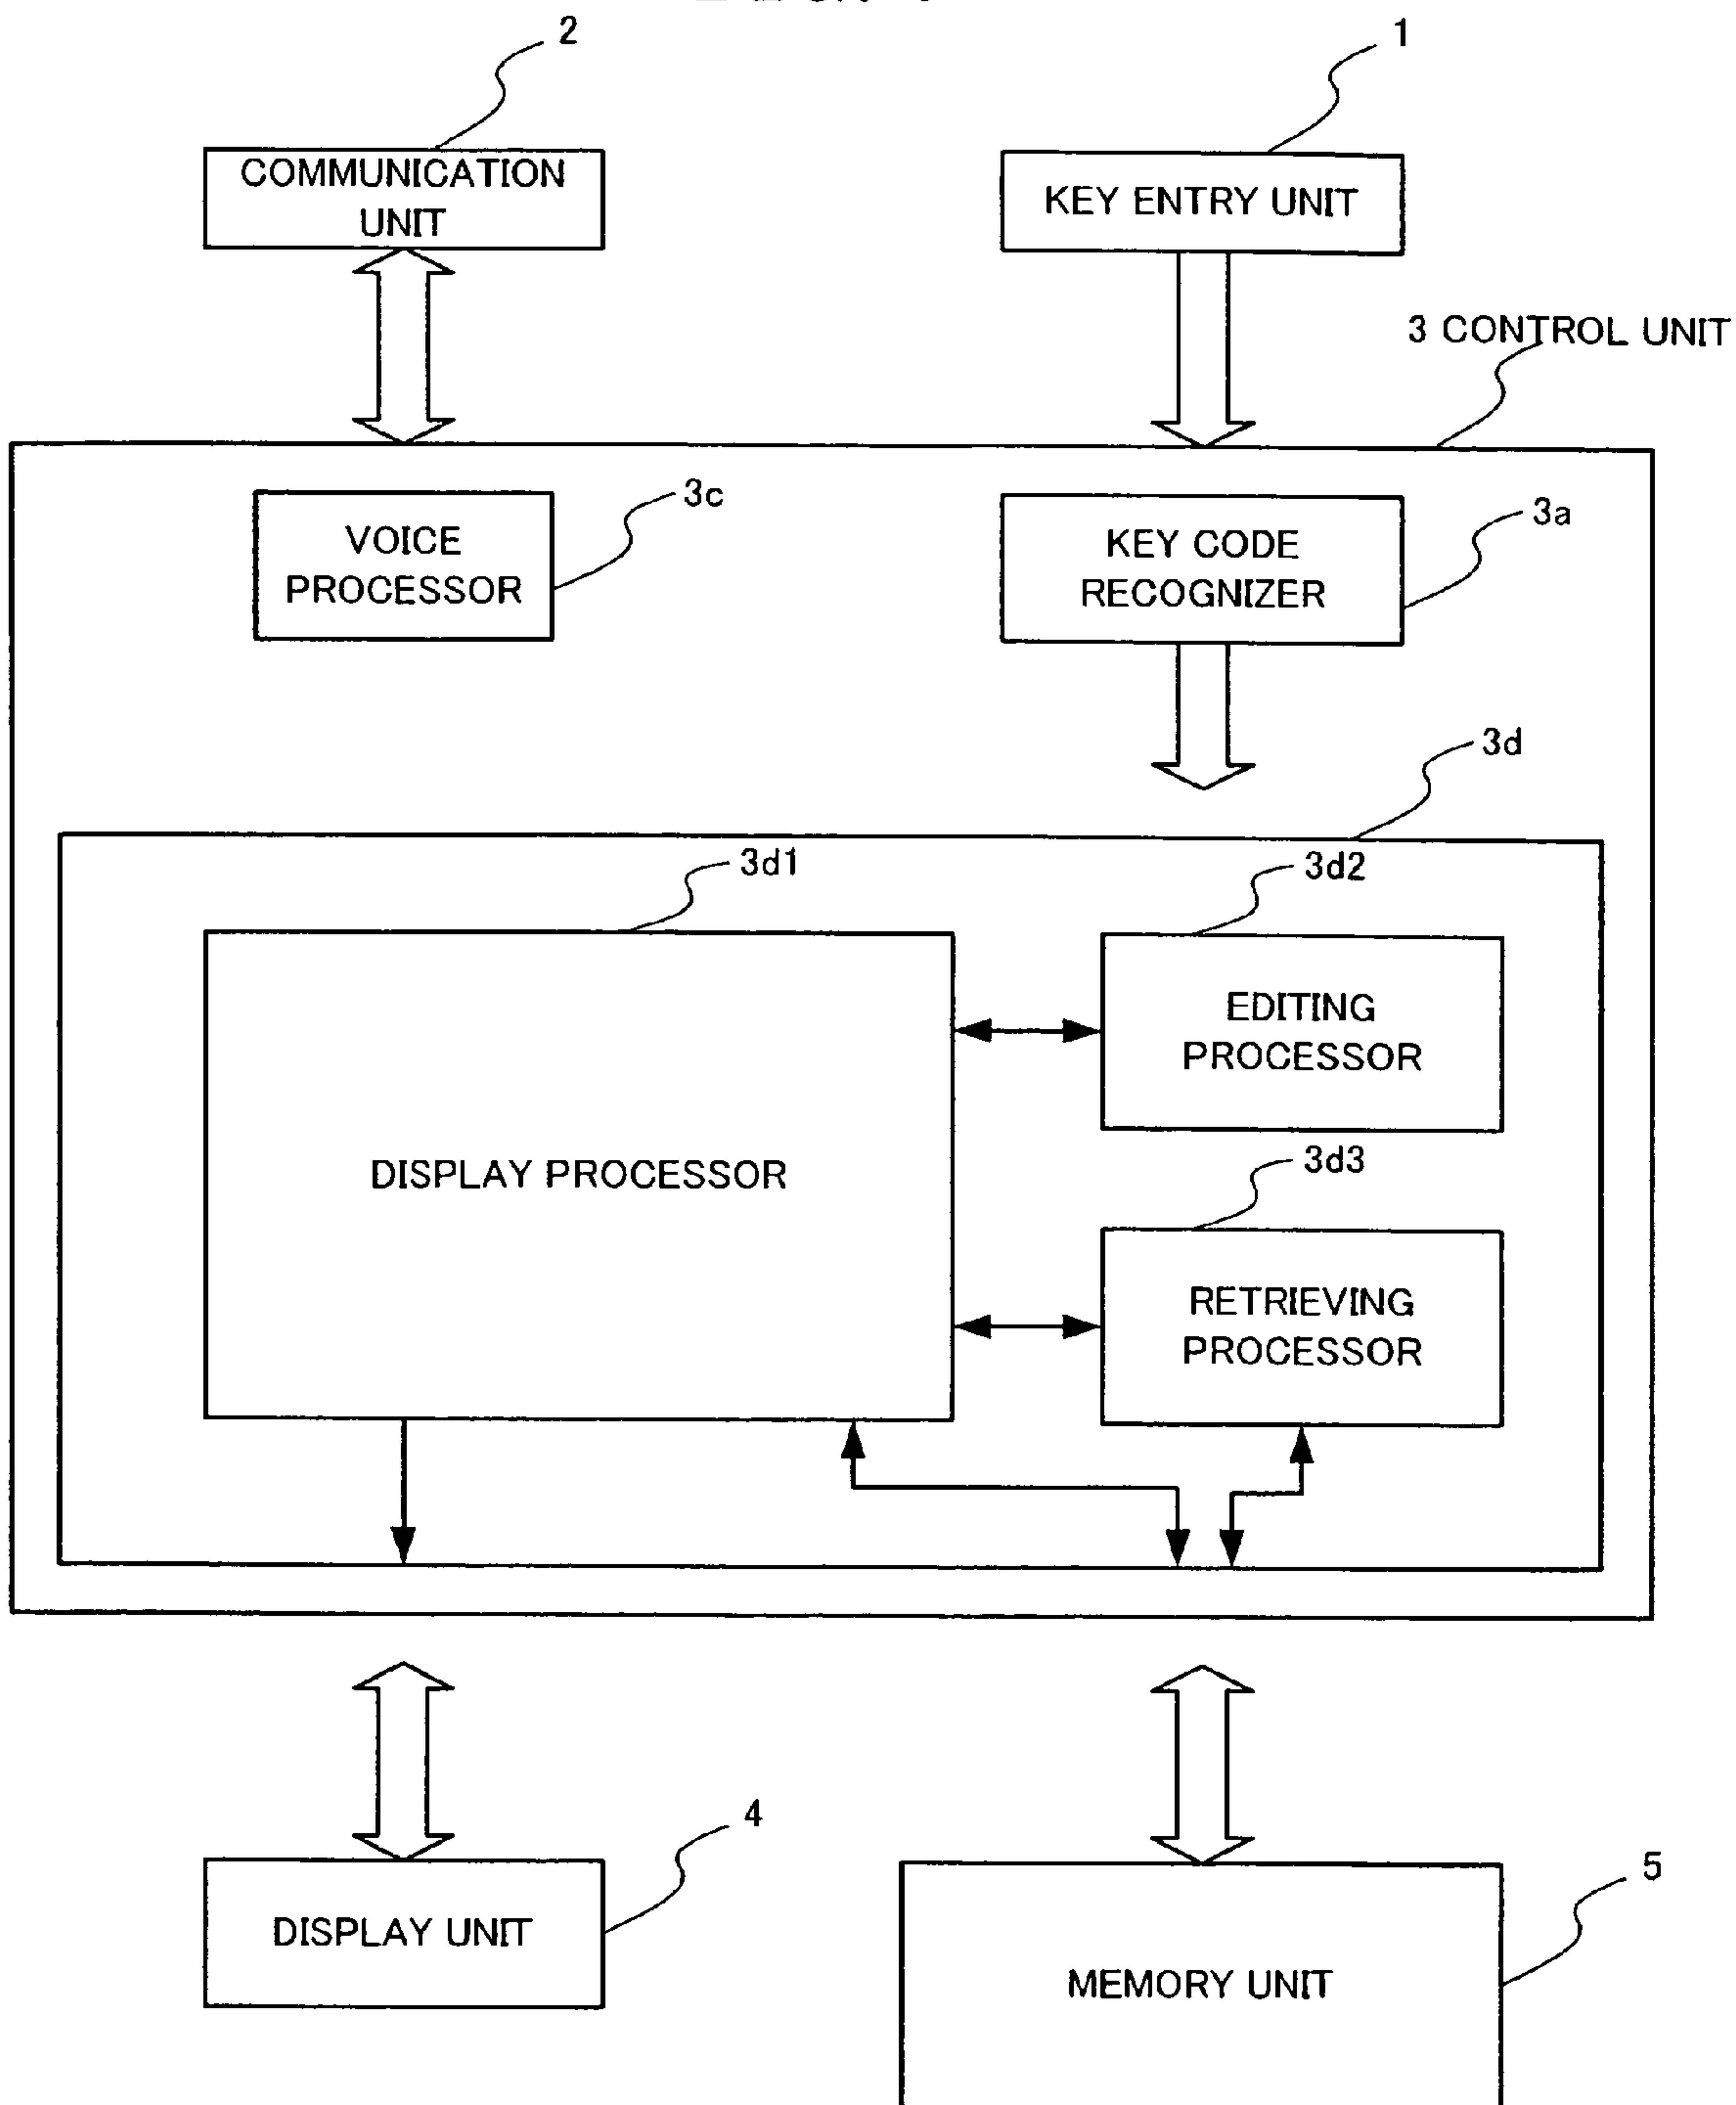 2
1
COMMUNICATION
UNIT
KEY ENTRY UNIT
3 CONTROL UNIT
3c
3a
VOICE
PROCESSOR
KEY CODE
RECOGNIZER
3d
3d1
3d2
EDITING
PROCESSOR
DISPLAY PROCESSOR
3d3
RETRIEVING
PROCESSOR
4
5
DISPLAY UNIT
MEMORY UNIT